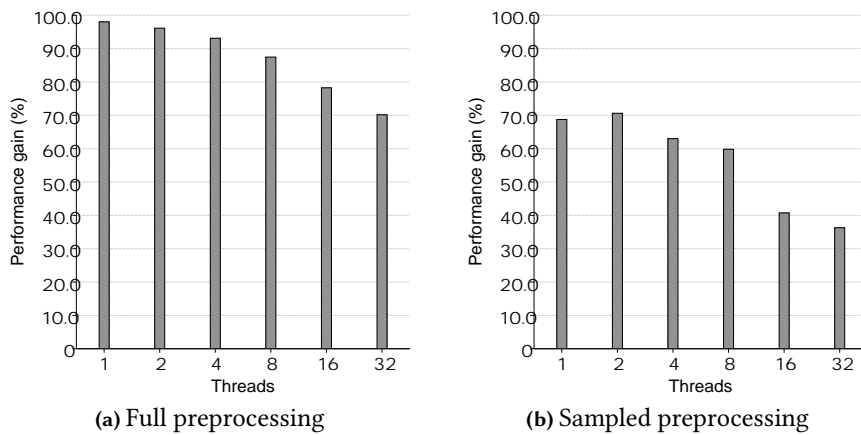 100.0
90.0
80.0
70.0
60.0
50.0
40.0
30.0
20.0
10.0
0
Performance gain (%)
1 2 4 8 16 32
Threads
(a) Full preprocessing
100.0
90.0
80.0
70.0
60.0
50.0
40.0
30.0
20.0
10.0
0
Performance gain (%)
1 2 4 8 16 32
Threads
(b) Sampled preprocessing